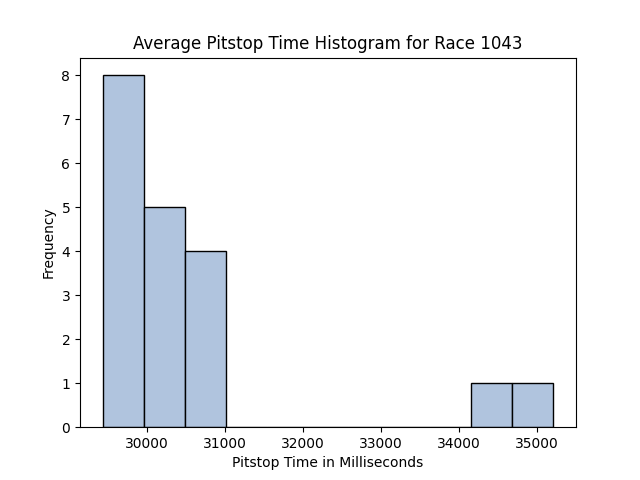 Average Pitstop Time Histogram for Race 1043
8
7
6
5
4
3
2
1
0
Frequency
30000 31000 32000 33000 34000 35000
Pitstop Time in Milliseconds